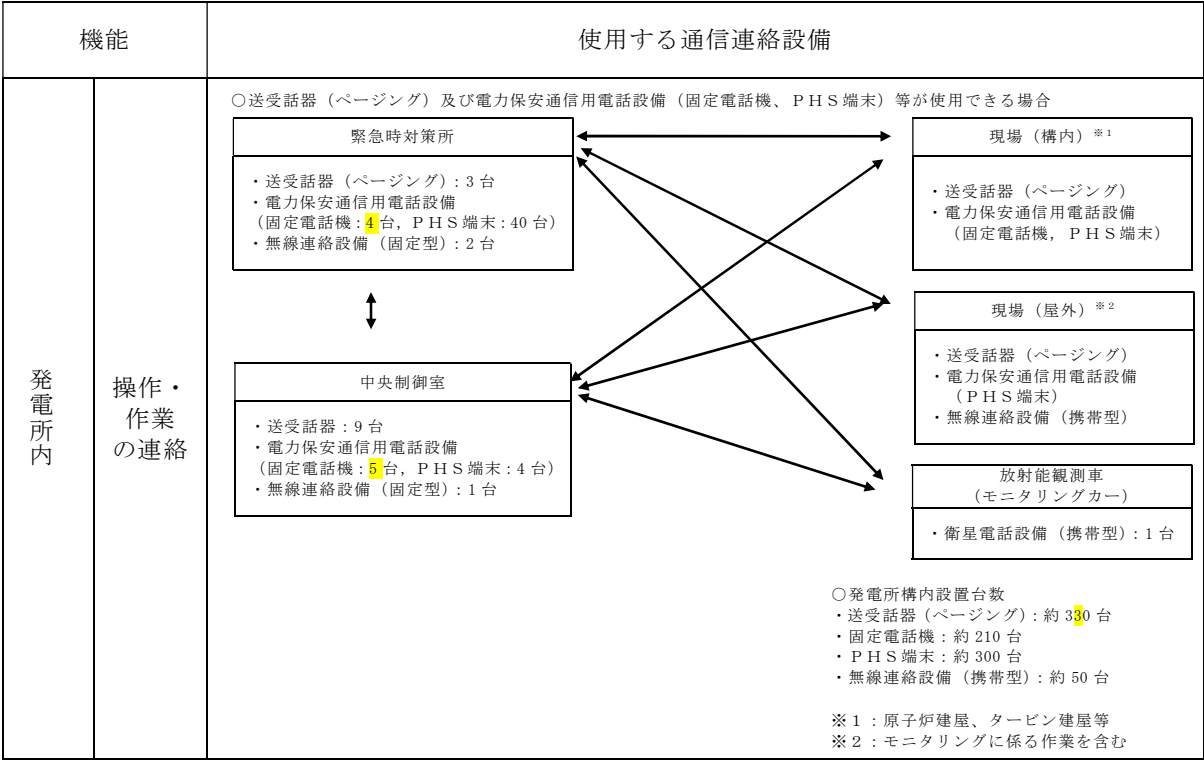 機能
使用する通信連絡設備
発電所内
操作・
作業
の連絡
○送受話器（ページング）及び電力保安通信用電話設備（固定電話機、ＰＨＳ端末）等が使用できる場合
緊急時対策所
・送受話器（ページング）：3 台
・電力保安通信用電話設備
（固定電話機：4 台，ＰＨＳ端末：40 台）
・無線連絡設備（固定型）：2 台
中央制御室
・送受話器：9 台
・電力保安通信用電話設備
（固定電話機：5 台，ＰＨＳ端末：4 台）
・無線連絡設備（固定型）：1 台
現場（構内）※1
・送受話器（ページング）
・電力保安通信用電話設備
（固定電話機，ＰＨＳ端末）
現場（屋外）※2
・送受話器（ページング）
・電力保安通信用電話設備
（ＰＨＳ端末）
・無線連絡設備（携帯型）
放射能観測車
（モニタリングカー）
・衛星電話設備（携帯型）：1 台
○発電所構内設置台数
・送受話器（ページング）：約 330 台
・固定電話機：約 210 台
・ＰＨＳ端末：約 300 台
・無線連絡設備（携帯型）：約 50 台
※１：原子炉建屋、タービン建屋等
※２：モニタリングに係る作業を含む